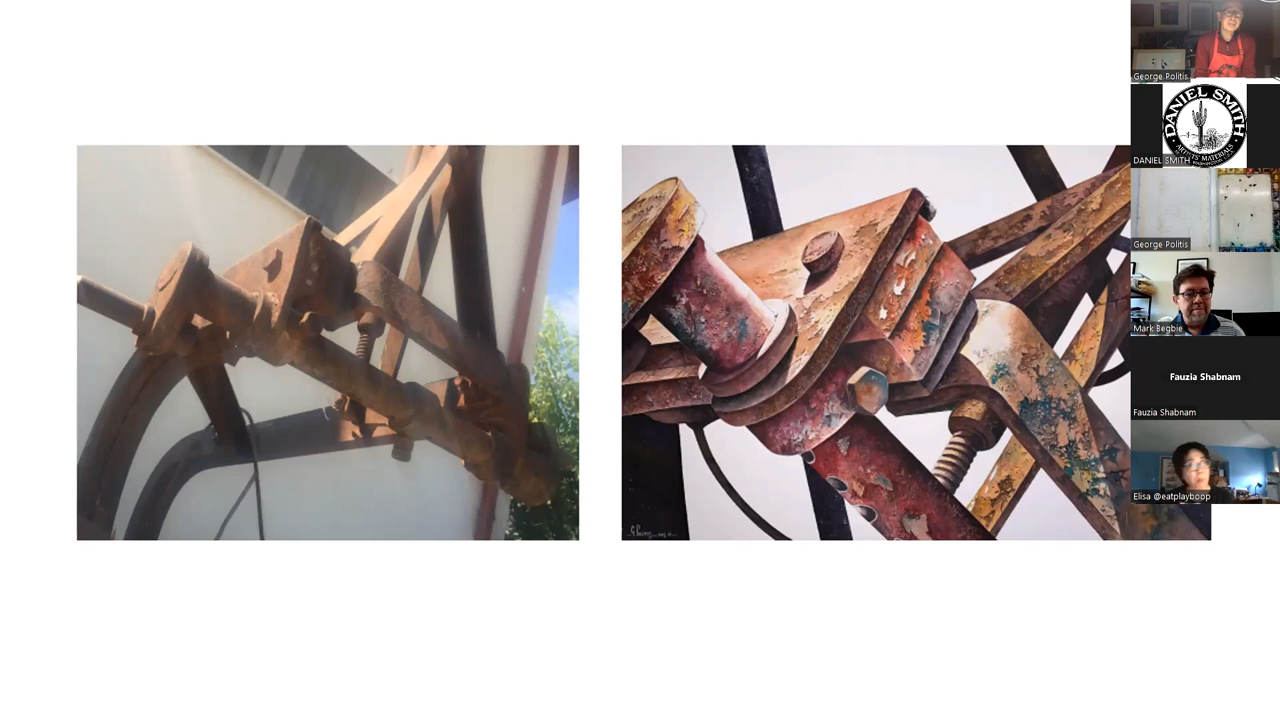 George Politis
DANIEL SMITH
ARTISTS' MATERIALS
DANIEL SMITH
George Politis
Mark Begbie
Fauzia Shabnam
Fauzia Shabnam
Elisa @eatplayboop